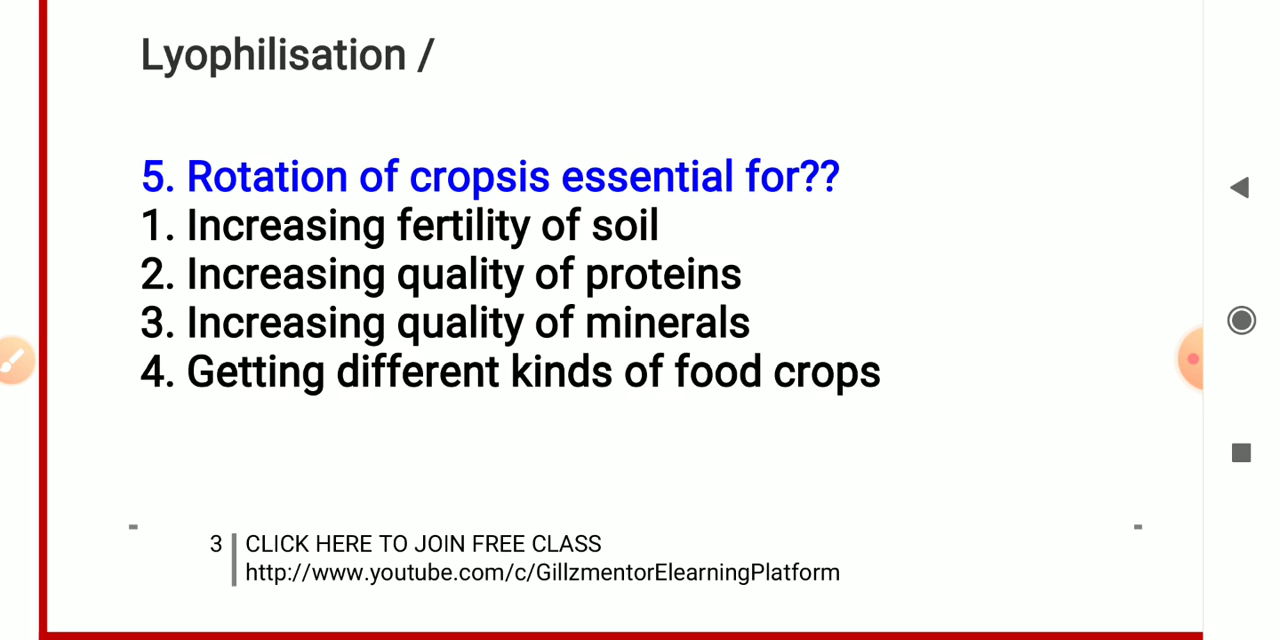 Lyophilisation /
5. Rotation of cropsis essential for??
1. Increasing fertility of soil
2. Increasing quality of proteins
3. Increasing quality of minerals
4. Getting different kinds of food crops
3 CLICK HERE TO JOIN FREE CLASS
http://www.youtube.com/c/GillzmentorElearningPlatform